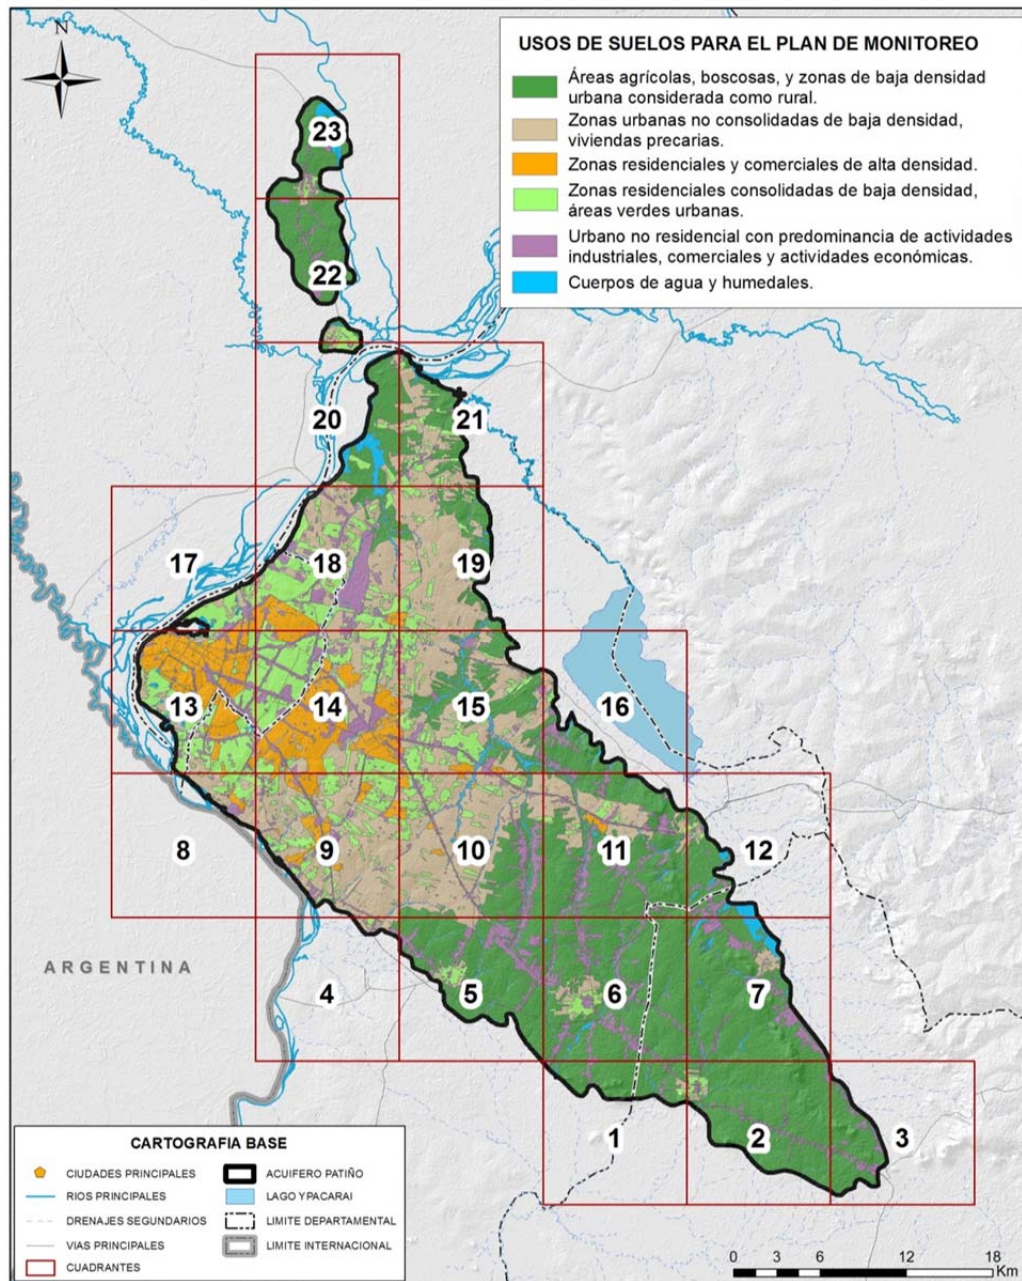 N
USOS DE SUELOS PARA EL PLAN DE MONITOREO
Áreas agrícolas, boscosas, y zonas de baja densidad
urbana considerada como rural.
Zonas urbanas no consolidadas de baja densidad,
viviendas precarias.
Zonas residenciales y comerciales de alta densidad.
Zonas residenciales consolidadas de baja densidad,
áreas verdes urbanas.
Urbano no residencial con predominancia de actividades
industriales, comerciales y actividades económicas.
Cuerpos de agua y humedales.
23
22
20
21
17
18
19
13
14
15
16
8
9
10
11
12
ARGENTINA
4
5
6
7
1
2
3
CARTOGRAFIA BASE
CIUDADES PRINCIPALES
RIOS PRINCIPALES
DRENAJES SEGUNDARIOS
VIAS PRINCIPALES
CUADRANTES
ACUIFERO PATIÑO
LAGO YPACARAI
LIMITE DEPARTAMENTAL
LIMITE INTERNACIONAL
0 3 6 12 18
Km